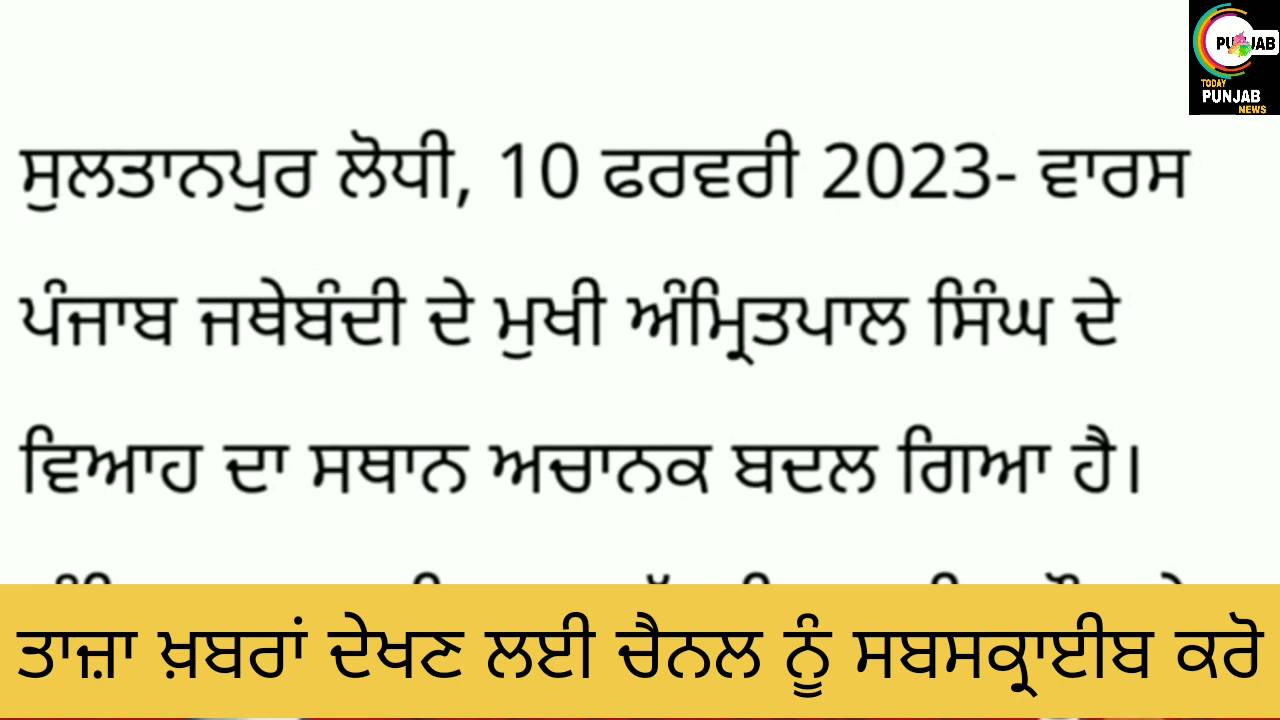 PUNJAB
TODAY
PUNJAB
NEWS
ਸੁਲਤਾਨਪੁਰ ਲੋਧੀ, 10 ਫਰਵਰੀ 2023- ਵਾਰਸ
ਪੰਜਾਬ ਜਥੇਬੰਦੀ ਦੇ ਮੁਖੀ ਅੰਮ੍ਰਿਤਪਾਲ ਸਿੰਘ ਦੇ
ਵਿਆਹ ਦਾ ਸਥਾਨ ਅਚਾਨਕ ਬਦਲ ਗਿਆ ਹੈ।
ਤਾਜ਼ਾ ਖ਼ਬਰਾਂ ਦੇਖਣ ਲਈ ਚੈਨਲ ਨੂੰ ਸਬਸਕ੍ਰਾਈਬ ਕਰੋ